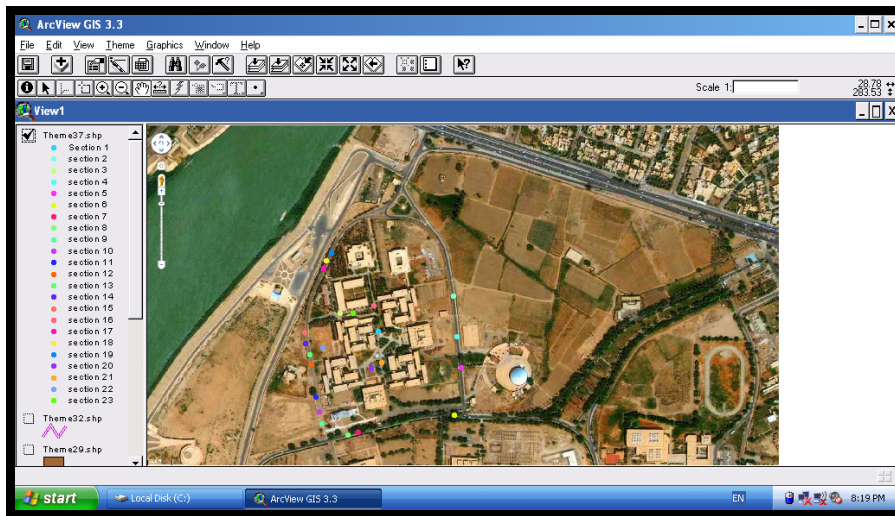 ArcView GIS 3.3
File Edit View Theme Graphics Window Help
Scale 1:
28.78
283.53
View1
Theme37.shp
Section 1
section 2
section 3
section 4
section 5
section 6
section 7
section 8
section 9
section 10
section 11
section 12
section 13
section 14
section 15
section 16
section 17
section 18
section 19
section 20
section 21
section 22
section 23
Theme32.shp
Theme29.shp
start
Local Disk (C:)
ArcView GIS 3.3
EN
8:19 PM